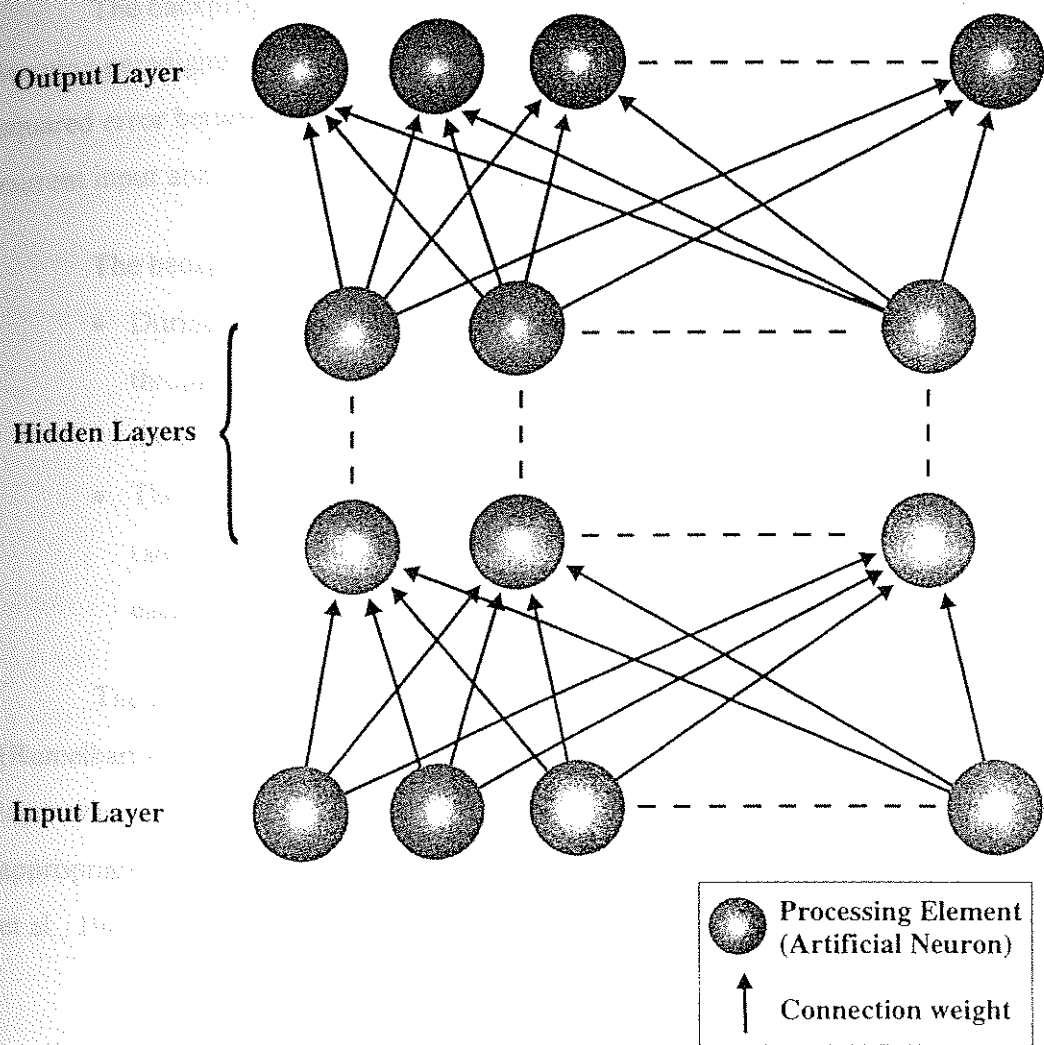 Output Layer
Hidden Layers
Input Layer
Processing Element
(Artificial Neuron)
Connection weight